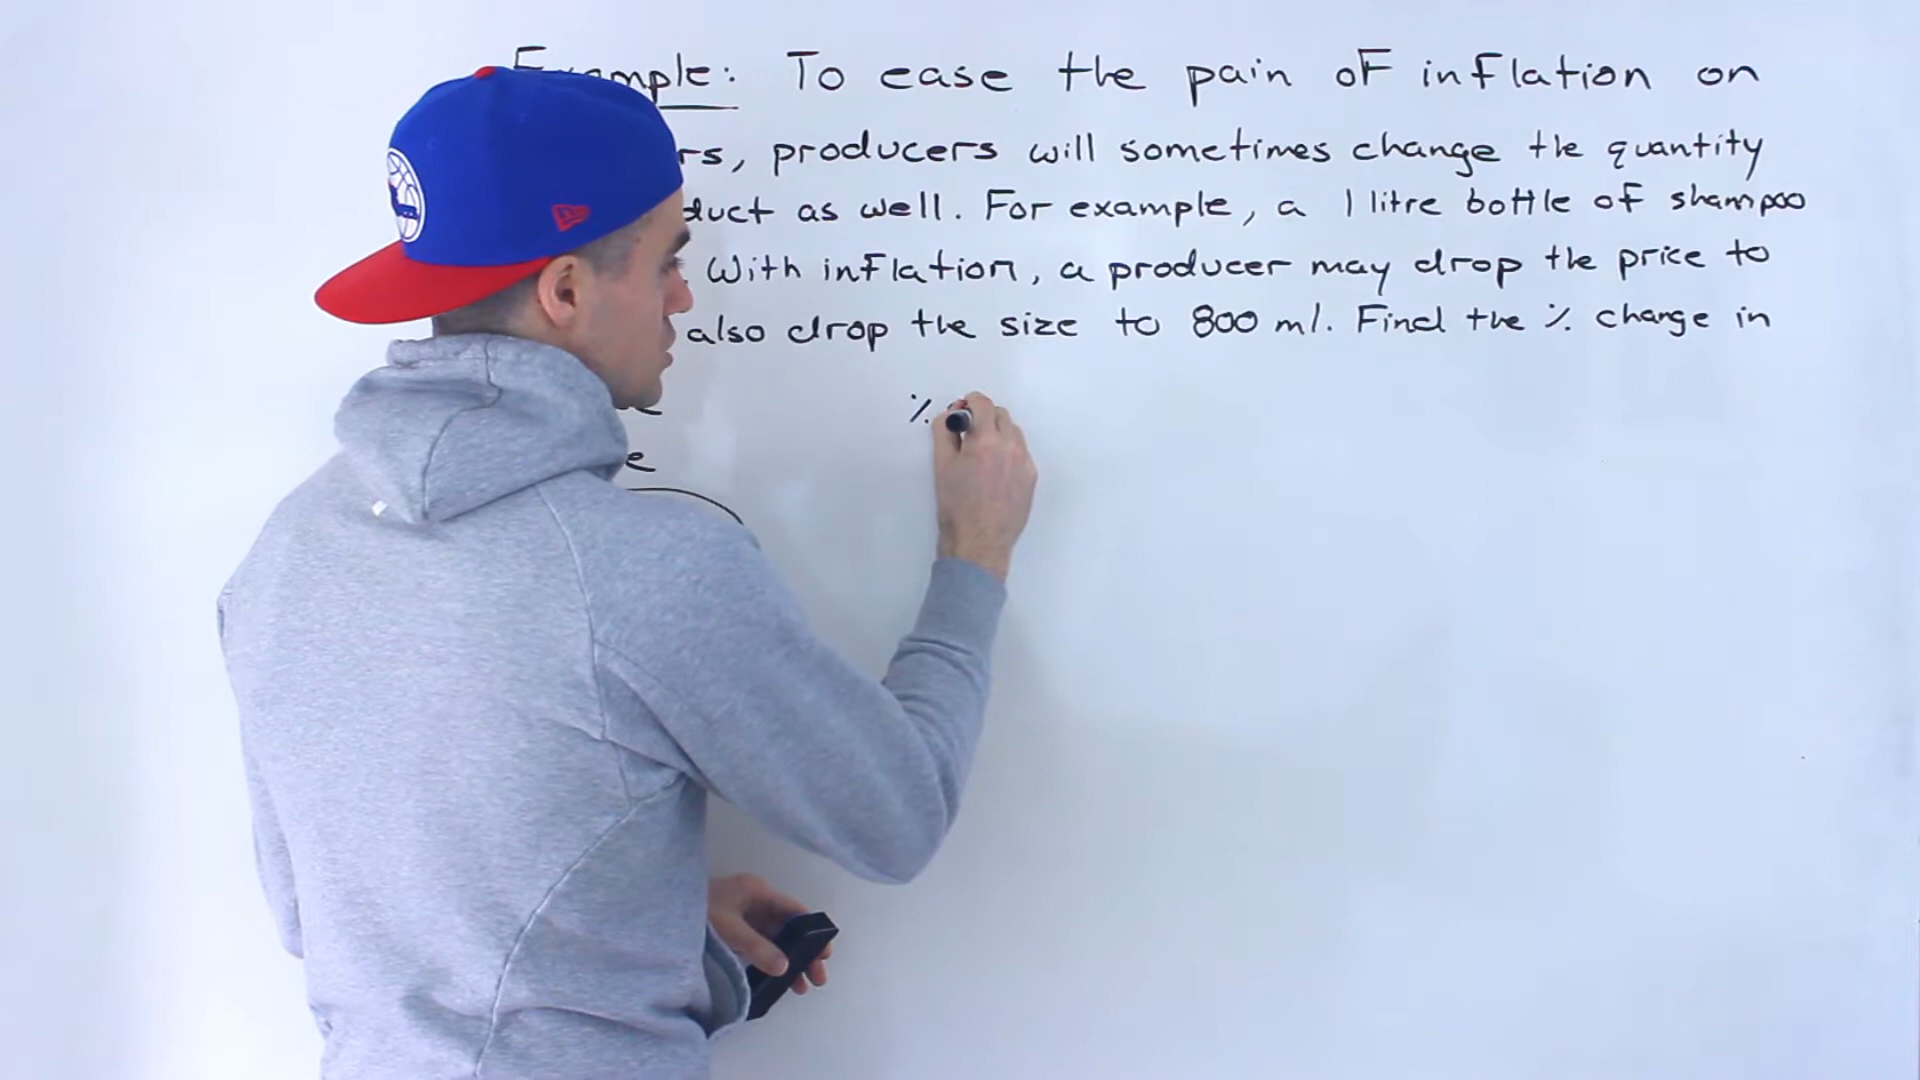 Example: To ease the pain of inflation on
producers will sometimes change the quantity
as well. For example, a 1 litre bottle of shampoo
With inflation, a producer may drop the price to
also drop the size to 800 ml. Find the % change in
%